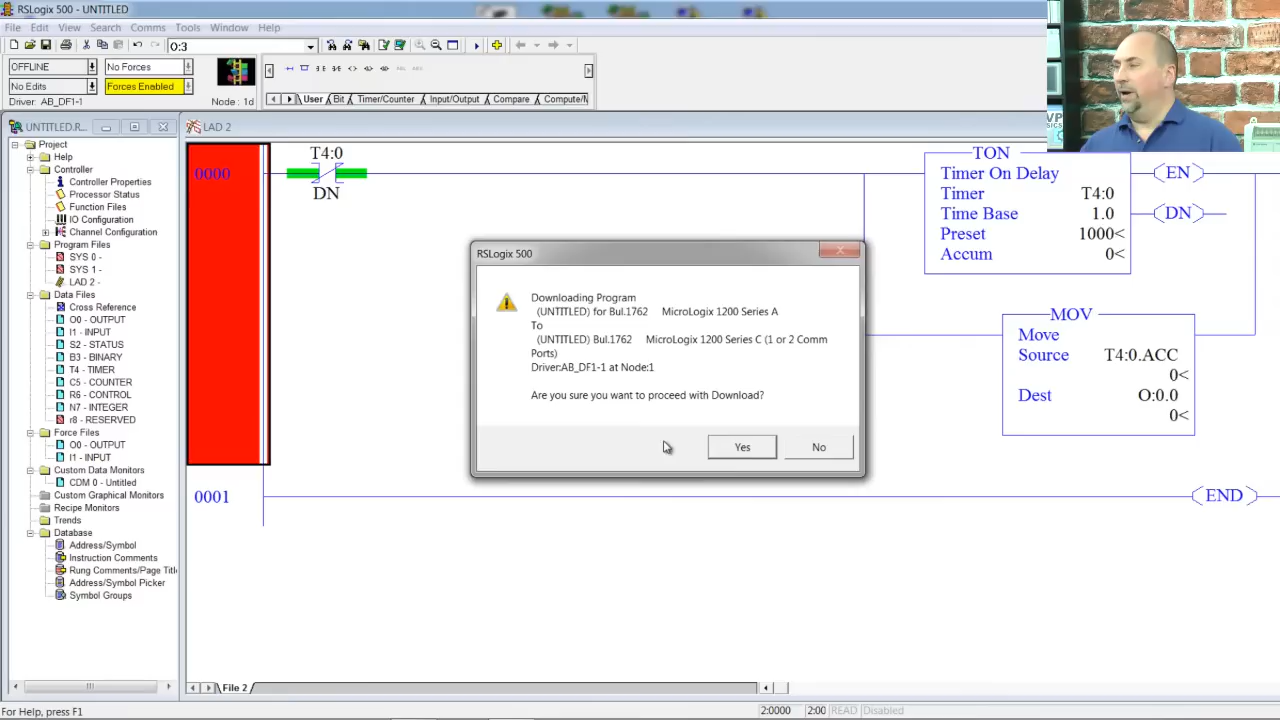 RSLogix 500 - UNTITLED
File Edit View Search Comms Tools Window Help
O:3
OFFLINE No Forces
No Edits Forces Enabled
Driver: AB_DF1-1 Node : 1d
User Bit Timer/Counter Input/Output Compare Compute/M
UNTITLED.R...
Project
Help
Controller
Controller Properties
Processor Status
Function Files
IO Configuration
Channel Configuration
Program Files
SYS 0 -
SYS 1 -
LAD 2 -
Data Files
Cross Reference
O0 - OUTPUT
I1 - INPUT
S2 - STATUS
B3 - BINARY
T4 - TIMER
C5 - COUNTER
R6 - CONTROL
N7 - INTEGER
r8 - RESERVED
Force Files
O0 - OUTPUT
I1 - INPUT
Custom Data Monitors
CDM 0 - Untitled
Custom Graphical Monitors
Recipe Monitors
Trends
Database
Address/Symbol
Instruction Comments
Rung Comments/Page Titl
Address/Symbol Picker
Symbol Groups
LAD 2
0000
T4:0
DN
TON
Timer On Delay
Timer T4:0
Time Base 1.0
Preset 1000<
Accum 0<
EN
DN
MOV
Move
Source T4:0.ACC
0<
Dest O:0.0
0<
0001
END
RSLogix 500
Downloading Program
(UNTITLED) for Bul.1762 MicroLogix 1200 Series A
To
(UNTITLED) Bul.1762 MicroLogix 1200 Series C (1 or 2 Comm
Ports)
Driver:AB_DF1-1 at Node:1
Are you sure you want to proceed with Download?
Yes No
File 2
For Help, press F1
2:0000 2:00 READ Disabled